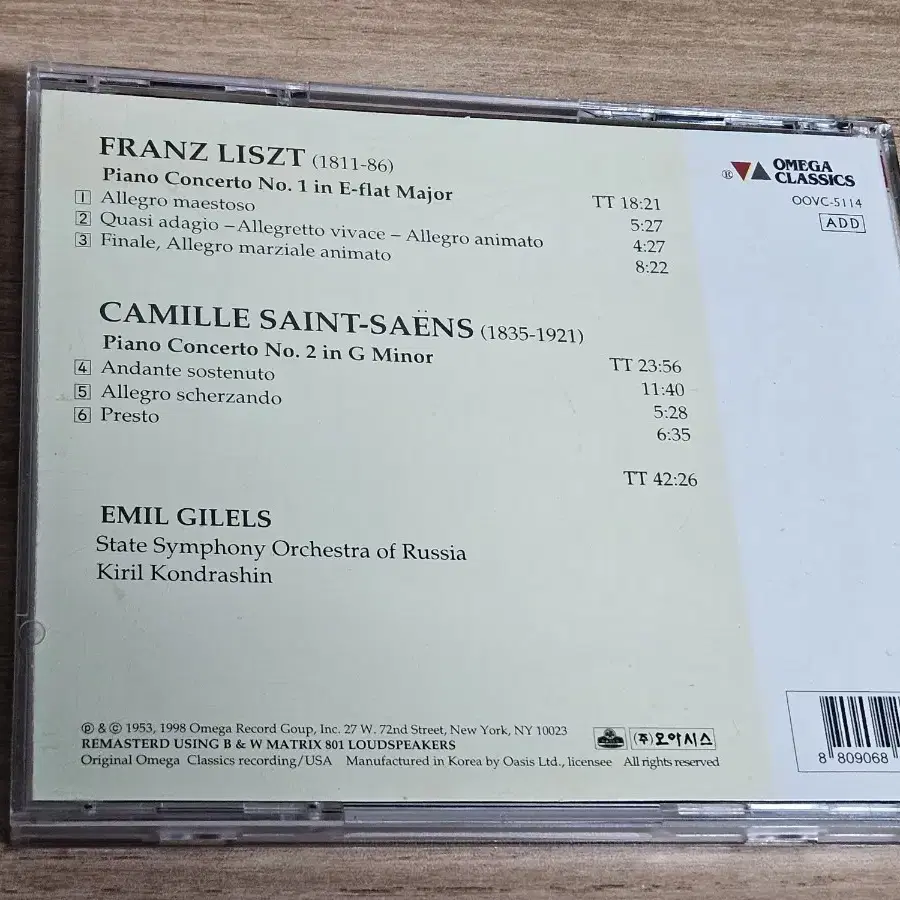 FRANZ LISZT (1811-86)
Piano Concerto No. 1 in E-flat Major TT 18:21
1 Allegro maestoso 5:27
2 Quasi adagio – Allegretto vivace – Allegro animato 4:27
3 Finale, Allegro marziale animato 8:22
® OMEGA
CLASSICS
OOVC-5114
ADD
CAMILLE SAINT-SAËNS (1835-1921)
Piano Concerto No. 2 in G Minor TT 23:56
4 Andante sostenuto 11:40
5 Allegro scherzando 5:28
6 Presto 6:35
TT 42:26
EMIL GILELS
State Symphony Orchestra of Russia
Kiril Kondrashin
℗ & © 1953, 1998 Omega Record Goup, Inc. 27 W. 72nd Street, New York, NY 10023
REMASTERD USING B & W MATRIX 801 LOUDSPEAKERS
Original Omega Classics recording/USA Manufactured in Korea by Oasis Ltd., licensee All rights reserved
(주)오아시스
8 809068